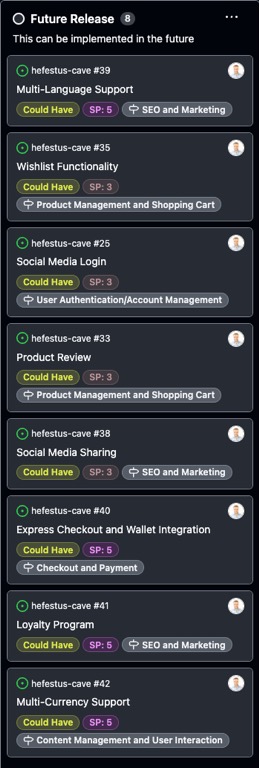 Future Release 8
This can be implemented in the future
hefestus-cave #39
Multi-Language Support
Could Have SP: 5 SEO and Marketing
hefestus-cave #35
Wishlist Functionality
Could Have SP: 3
Product Management and Shopping Cart
hefestus-cave #25
Social Media Login
Could Have SP: 3
User Authentication/Account Management
hefestus-cave #33
Product Review
Could Have SP: 3
Product Management and Shopping Cart
hefestus-cave #38
Social Media Sharing
Could Have SP: 3 SEO and Marketing
hefestus-cave #40
Express Checkout and Wallet Integration
Could Have SP: 5
Checkout and Payment
hefestus-cave #41
Loyalty Program
Could Have SP: 5 SEO and Marketing
hefestus-cave #42
Multi-Currency Support
Could Have SP: 5
Content Management and User Interaction